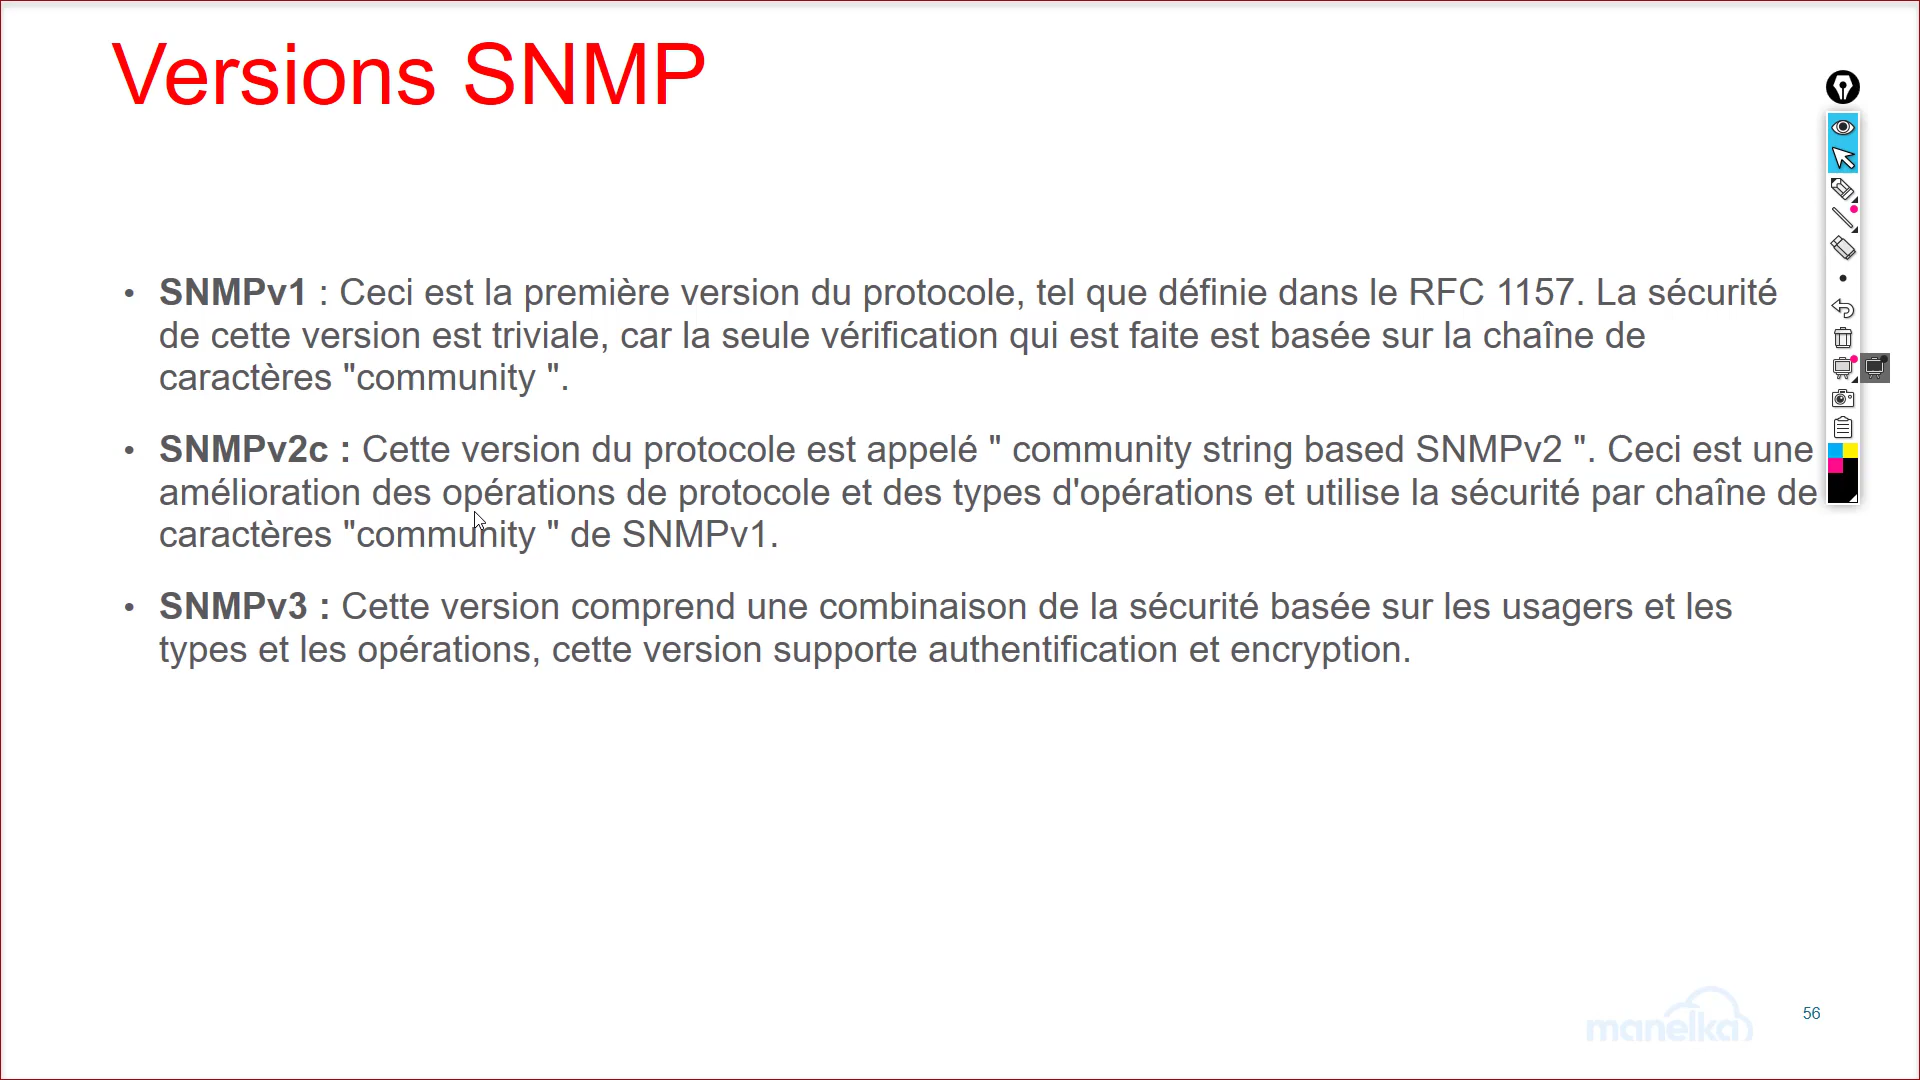 Versions SNMP
• SNMPv1 : Ceci est la première version du protocole, tel que définie dans le RFC 1157. La sécurité
de cette version est triviale, car la seule vérification qui est faite est basée sur la chaîne de
caractères "community ".
• SNMPv2c : Cette version du protocole est appelé " community string based SNMPv2 ". Ceci est une
amélioration des opérations de protocole et des types d'opérations et utilise la sécurité par chaîne de
caractères "community " de SNMPv1.
• SNMPv3 : Cette version comprend une combinaison de la sécurité basée sur les usagers et les
types et les opérations, cette version supporte authentification et encryption.
manelka
56